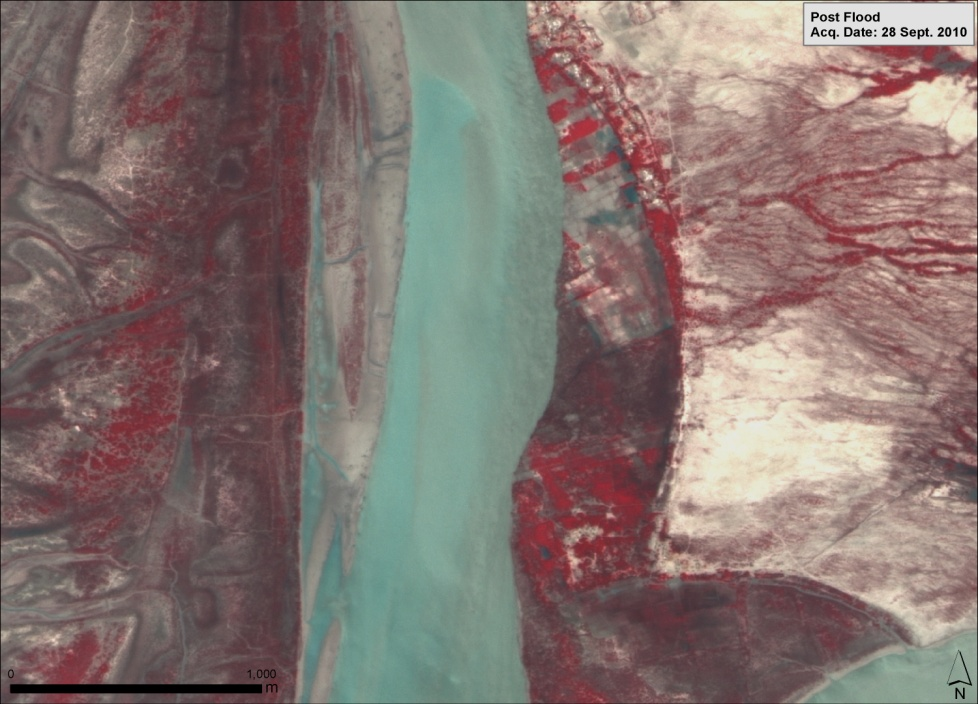 Post Flood
Acq. Date: 28 Sept. 2010
0 1,000
m
N